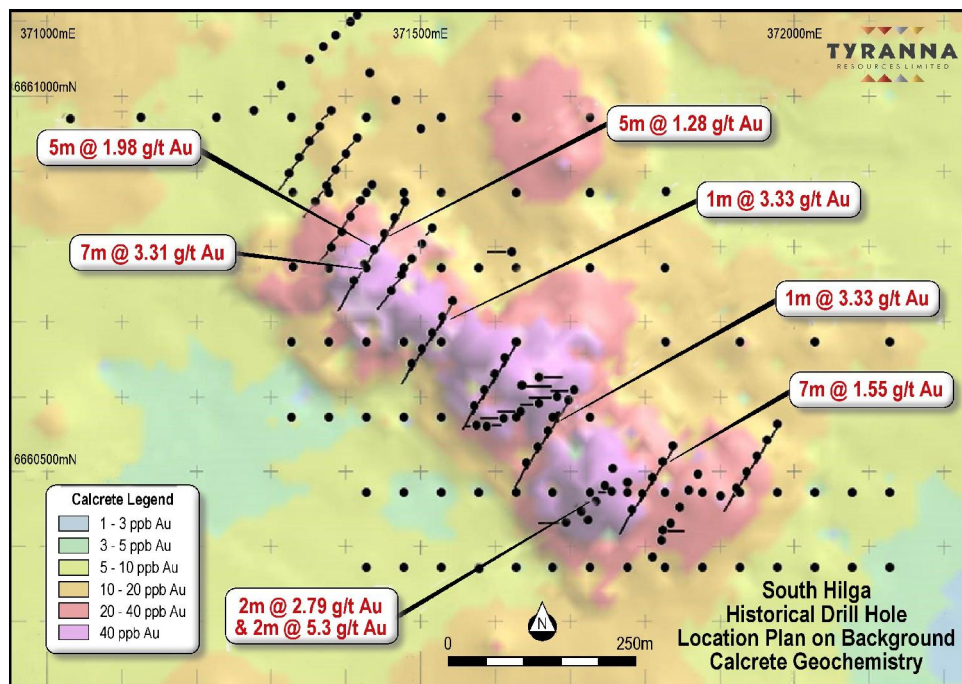 371000mE
371500mE
372000mE
TYRANNA
RESOURCES LIMITED
6661000mN
5m @ 1.98 g/t Au
5m @ 1.28 g/t Au
1m @ 3.33 g/t Au
7m @ 3.31 g/t Au
1m @ 3.33 g/t Au
7m @ 1.55 g/t Au
6660500mN
Calcrete Legend
1 - 3 ppb Au
3 - 5 ppb Au
5 - 10 ppb Au
10 - 20 ppb Au
20 - 40 ppb Au
40 ppb Au
2m @ 2.79 g/t Au
& 2m @ 5.3 g/t Au
N
0
250m
South Hilga
Historical Drill Hole
Location Plan on Background
Calcrete Geochemistry